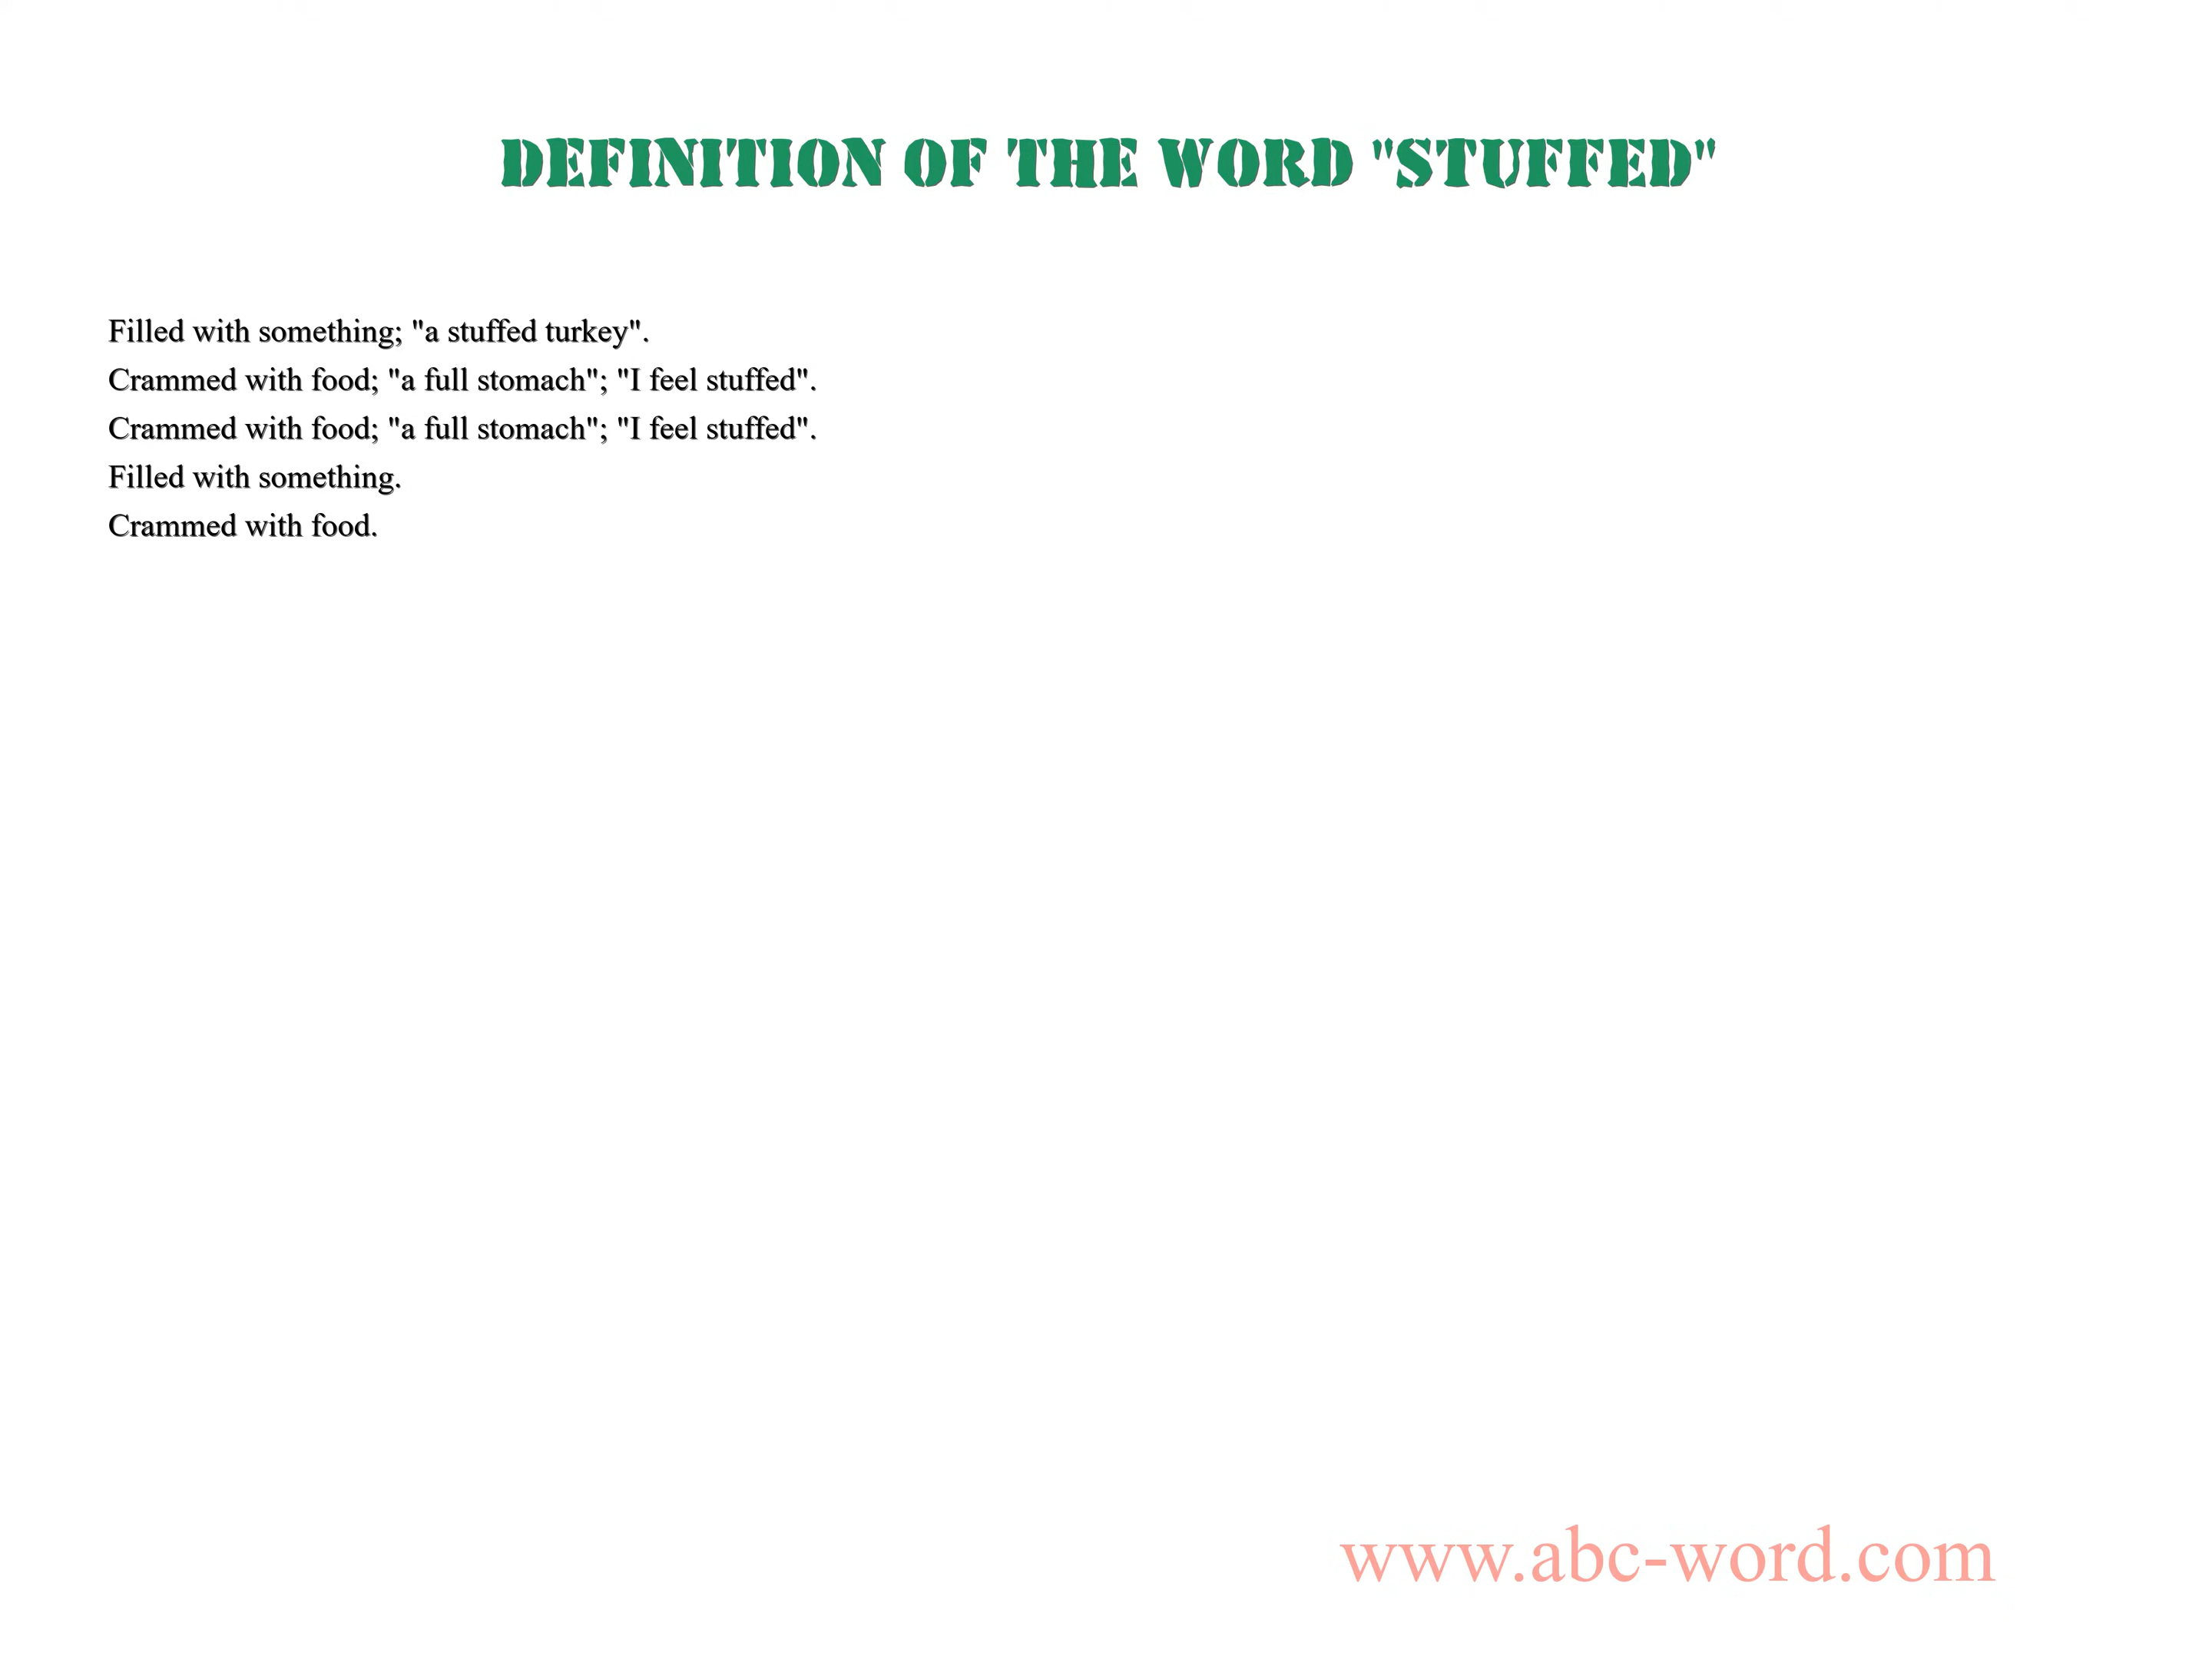 DEFINITION OF THE WORD "STUFFED"
Filled with something; "a stuffed turkey".
Crammed with food; "a full stomach"; "I feel stuffed".
Crammed with food; "a full stomach"; "I feel stuffed".
Filled with something.
Crammed with food.
www.abc-word.com